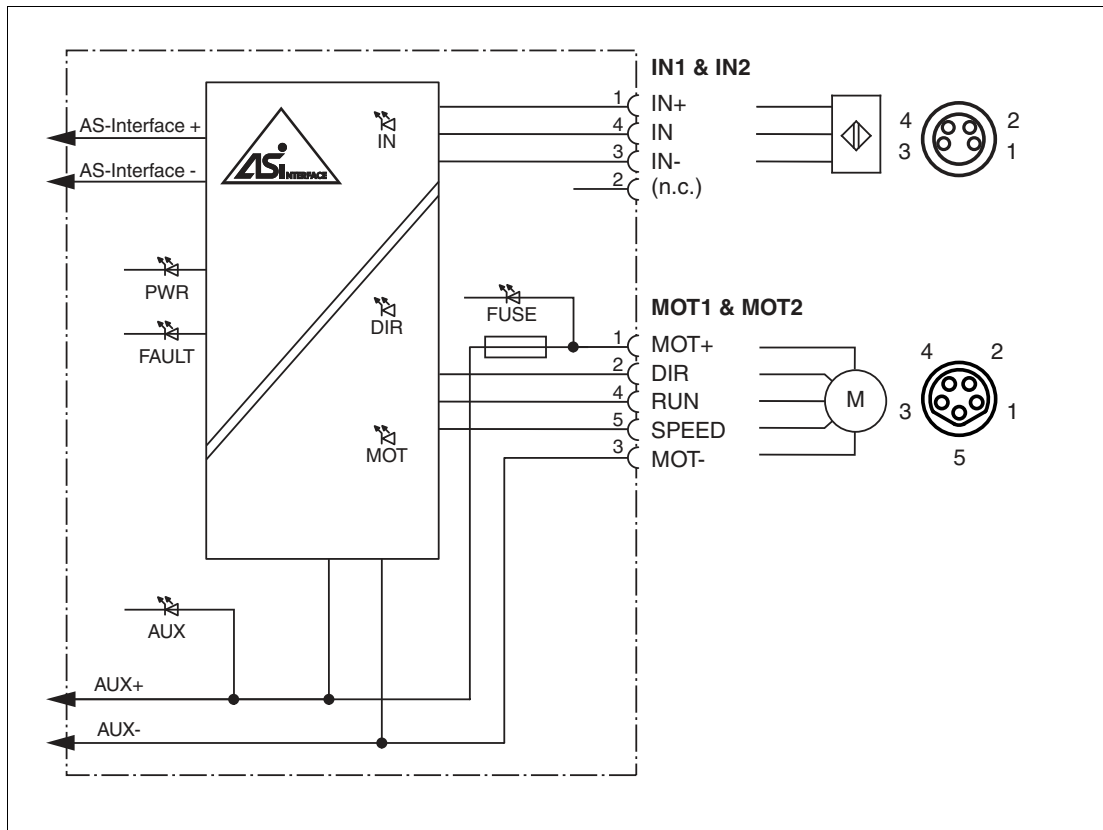 IN1 & IN2
AS-Interface +
AS-Interface -
ASi INTERFACE
IN
1 IN+
4 IN
3 IN-
2 (n.c.)
4 2
3 1
PWR
FAULT
DIR
MOT
FUSE
MOT1 & MOT2
1 MOT+
2 DIR
4 RUN
5 SPEED
3 MOT-
M
4 2
3 1
5
AUX
AUX+
AUX-